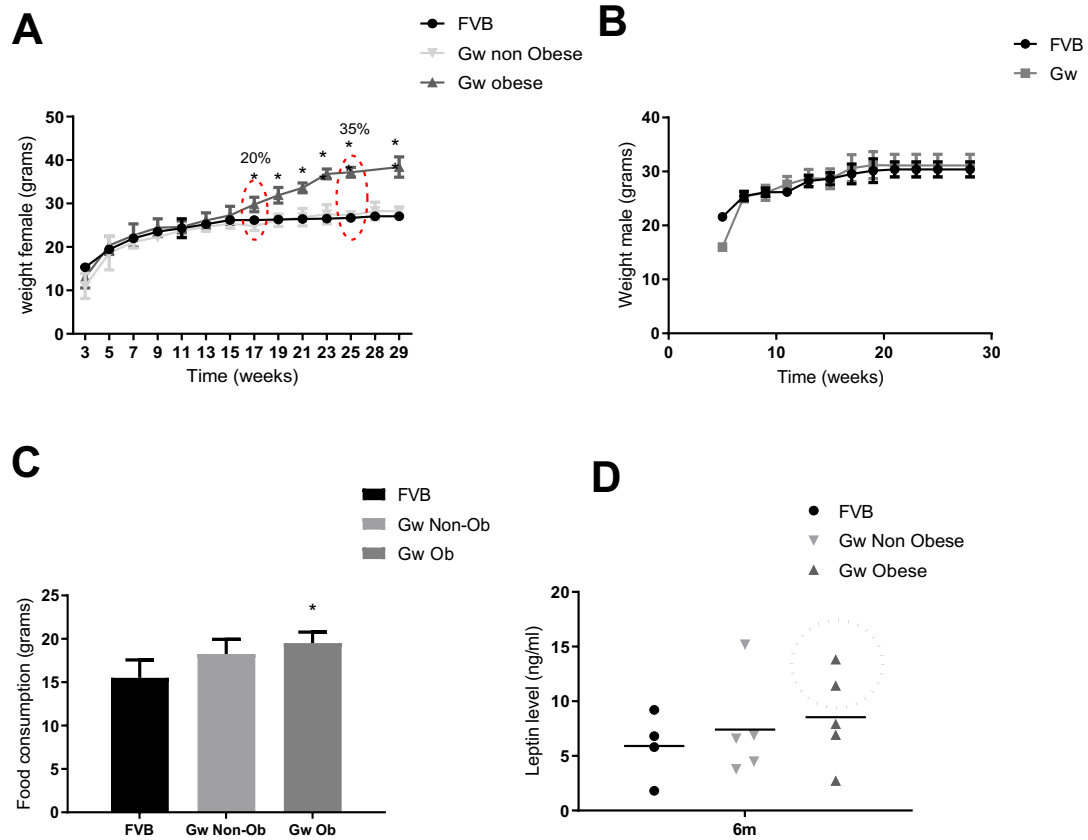 A
FVB
Gw non Obese
Gw obese
weight female (grams)
50
40
30
20
10
0
20%
35%
* * * * * * * * *
3 5 7 9 11 13 15 17 19 21 23 25 28 29
Time (weeks)
B
FVB
Gw
Weight male (grams)
40
30
20
10
0
0 10 20 30
Time (weeks)
C
FVB
Gw Non-Ob
Gw Ob
Food consumption (grams)
25
20
15
10
5
0
*
FVB Gw Non-Ob Gw Ob
D
FVB
Gw Non Obese
Gw Obese
Leptin level (ng/ml)
20
15
10
5
0
6m